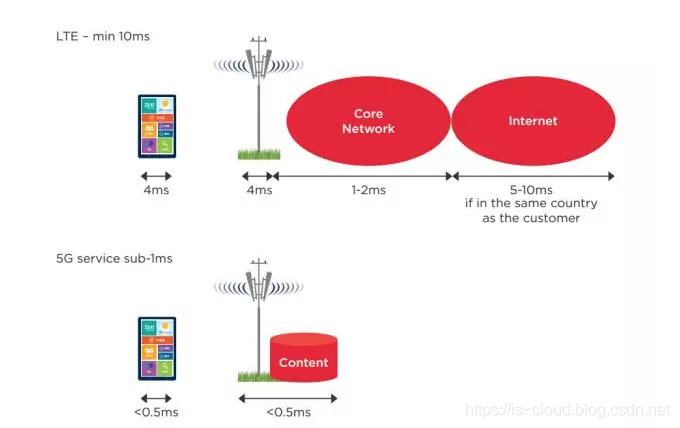 LTE – min 10ms
Core
Network
Internet
4ms
4ms
1-2ms
5-10ms
if in the same country
as the customer
5G service sub-1ms
Content
<0.5ms
<0.5ms
https://is-cloud.blog.csdn.net